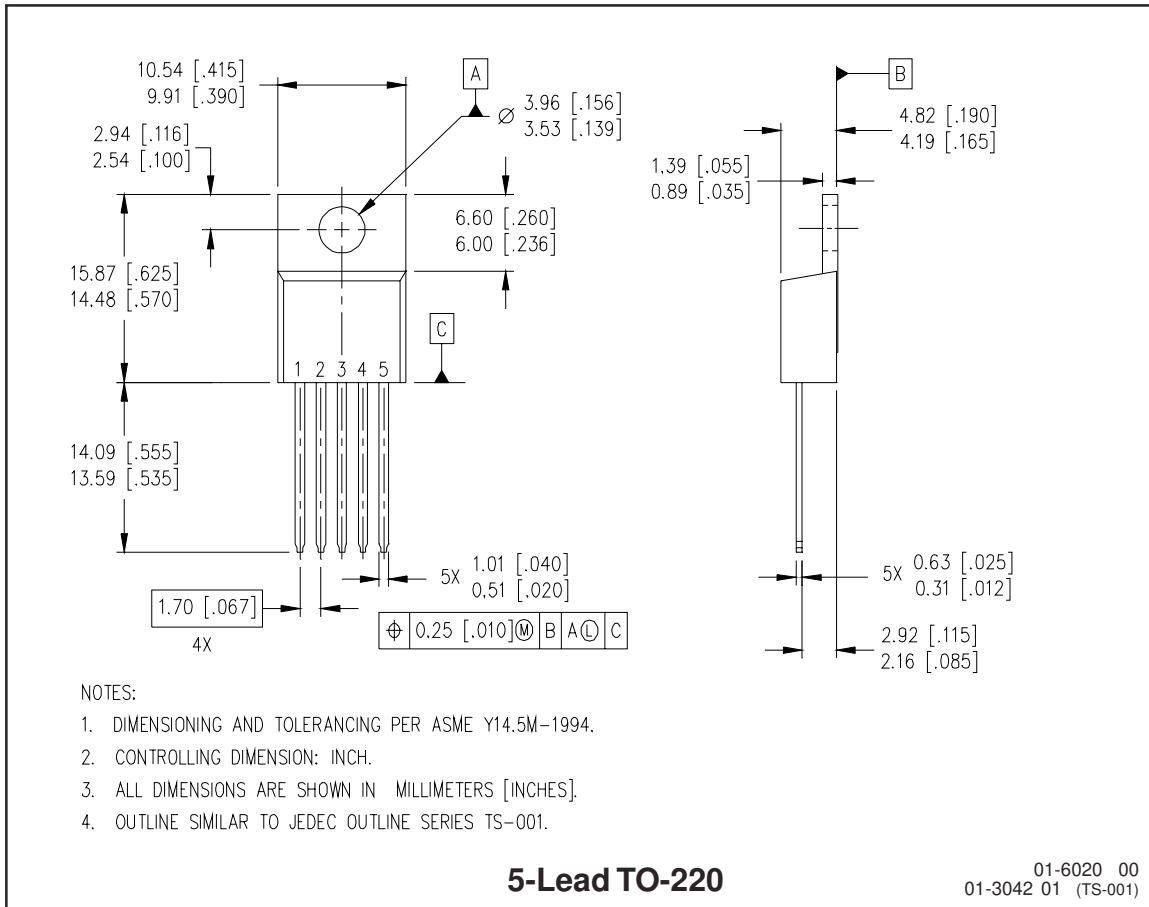 10.54 [.415]
9.91 [.390]
A
⌀ 3.96 [.156]
3.53 [.139]
B
4.82 [.190]
4.19 [.165]
2.94 [.116]
2.54 [.100]
1,39 [.055]
0.89 [.035]
6.60 [.260]
6.00 [.236]
15.87 [.625]
14,48 [.570]
C
1 2 3 4 5
14.09 [.555]
13.59 [.535]
5X 1.01 [.040]
0,51 [.020]
5X 0.63 [.025]
0.31 [.012]
1.70 [.067]
4X
⌖ 0.25 [.010]Ⓜ B AⓁ C
2.92 [.115]
2.16 [.085]
NOTES:
1. DIMENSIONING AND TOLERANCING PER ASME Y14.5M-1994.
2. CONTROLLING DIMENSION: INCH.
3. ALL DIMENSIONS ARE SHOWN IN MILLIMETERS [INCHES].
4. OUTLINE SIMILAR TO JEDEC OUTLINE SERIES TS-001.
5-Lead TO-220
01-6020 00
01-3042 01 (TS-001)